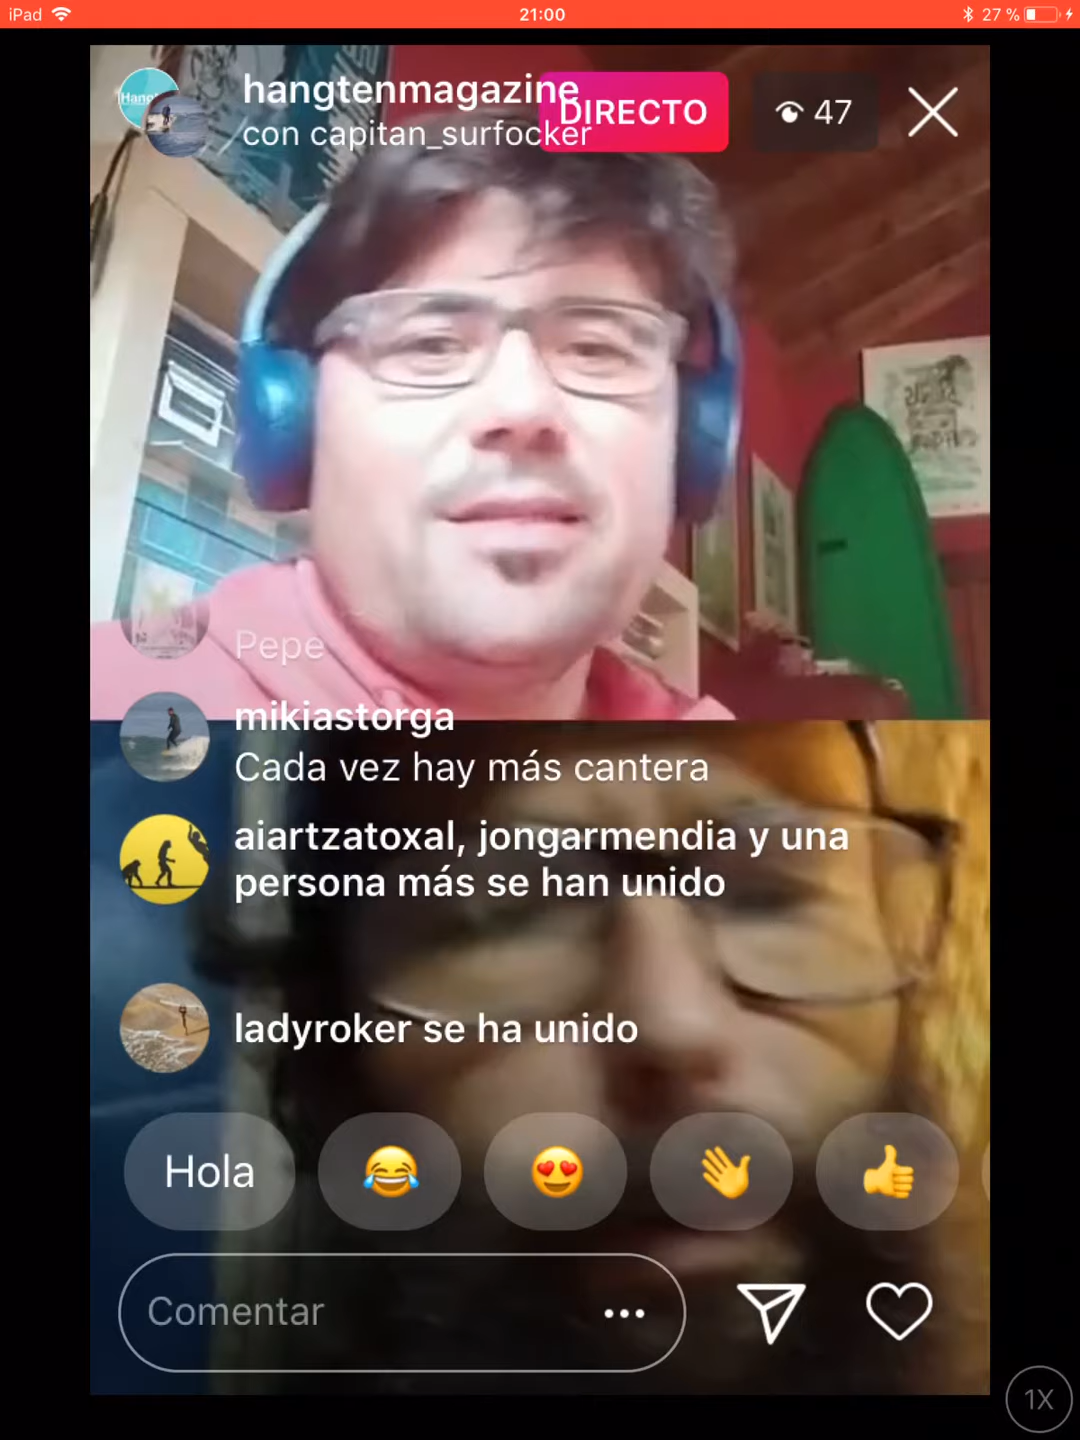 iPad
21:00
27 %
hangtenmagazine
con capitan_surfocker
DIRECTO
47
Pepe
mikiastorga
Cada vez hay más cantera
aiartzatoxal, jongarmendia y una
persona más se han unido
ladyroker se ha unido
Hola
Comentar
1X